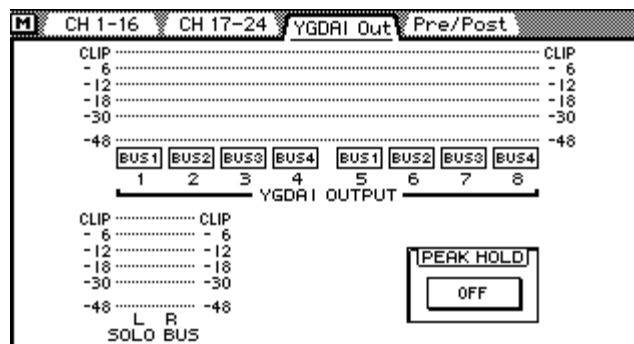 M CH 1-16 CH 17-24 YGDAI Out Pre/Post
CLIP CLIP
- 6 - 6
-12 -12
-18 -18
-30 -30
-48 -48
BUS1 BUS2 BUS3 BUS4 BUS1 BUS2 BUS3 BUS4
1 2 3 4 5 6 7 8
YGDAI OUTPUT
CLIP CLIP
- 6 - 6
-12 -12
-18 -18
-30 -30
-48 -48
L R
SOLO BUS
PEAK HOLD
OFF